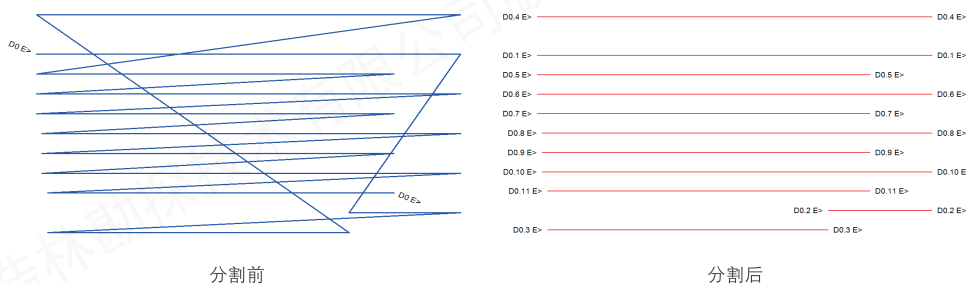 D0.4 E> D0.4 E>
D0 E>
D0.1 E> D0.1 E>
D0.5 E> D0.5 E>
D0.6 E> D0.6 E>
D0.7 E> D0.7 E>
D0.8 E> D0.8 E>
D0.9 E> D0.9 E>
D0.10 E> D0.10 E
D0.11 E> D0.11 E>
D0 E>
D0.2 E> D0.2 E>
D0.3 E> D0.3 E>
分割前 分割后